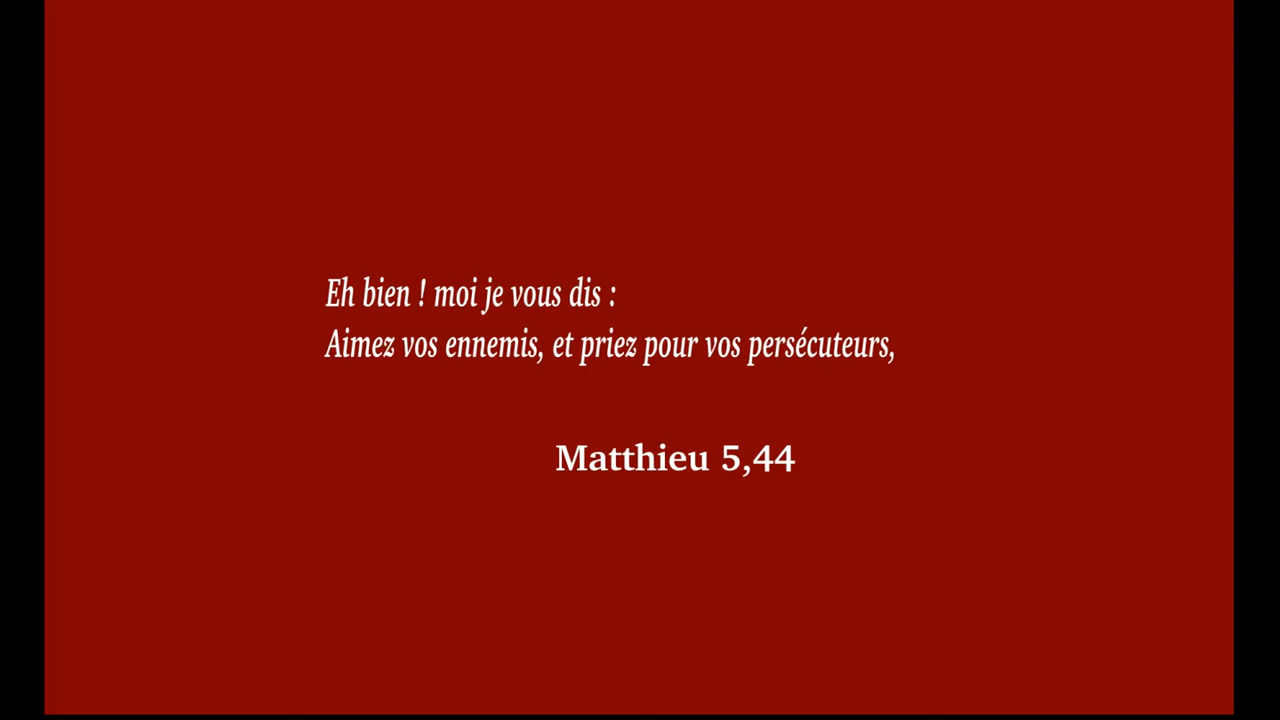 Eh bien ! moi je vous dis :
Aimez vos ennemis, et priez pour vos persécuteurs,
Matthieu 5,44